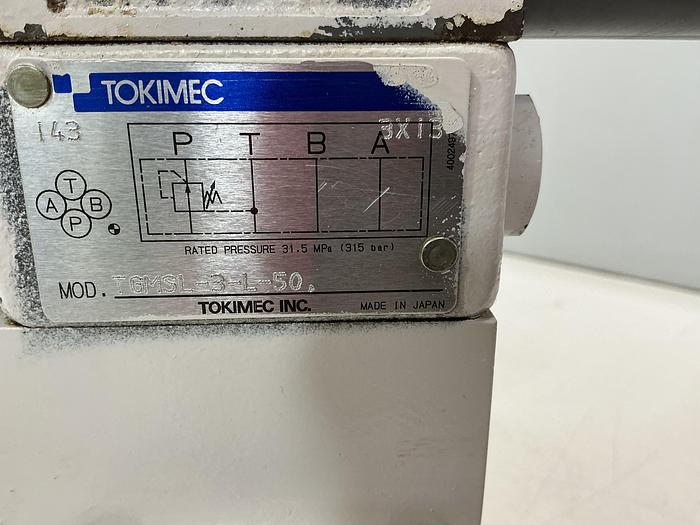 TOKIMEC
143 3X13
P T B A
T
A B
P
RATED PRESSURE 31.5 MPa (315 bar)
MOD. TGMSL-3-L-50.
TOKIMEC INC. MADE IN JAPAN